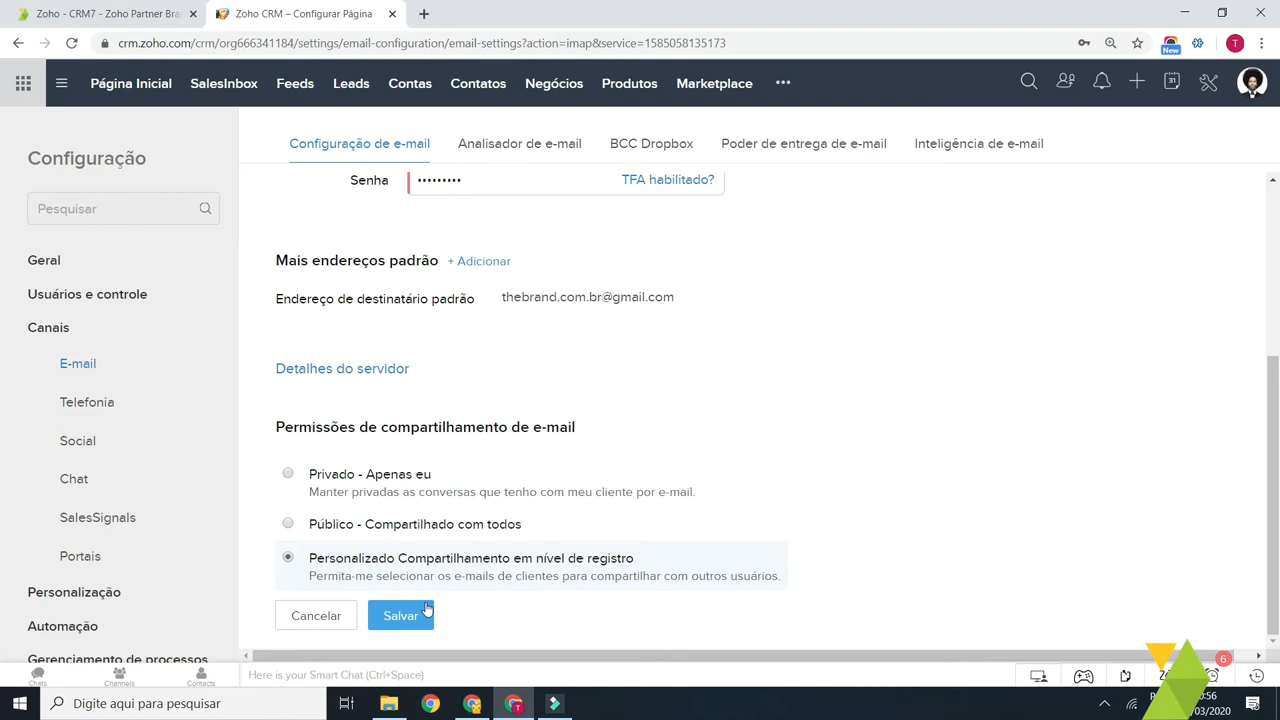 Zoho - CRM7 - Zoho Partner Bra
Zoho CRM – Configurar Página
crm.zoho.com/crm/org666341184/settings/email-configuration/email-settings?action=imap&service=1585058135173
New
T
Página Inicial SalesInbox Feeds Leads Contas Contatos Negócios Produtos Marketplace
31
Configuração
Configuração de e-mail Analisador de e-mail BCC Dropbox Poder de entrega de e-mail Inteligência de e-mail
Senha ••••••••• TFA habilitado?
Pesquisar
Geral
Usuários e controle
Canais
E-mail
Telefonia
Social
Chat
SalesSignals
Portais
Personalização
Automação
Gerenciamento de processos
Mais endereços padrão + Adicionar
Endereço de destinatário padrão thebrand.com.br@gmail.com
Detalhes do servidor
Permissões de compartilhamento de e-mail
Privado - Apenas eu
Manter privadas as conversas que tenho com meu cliente por e-mail.
Público - Compartilhado com todos
Personalizado Compartilhamento em nível de registro
Permita-me selecionar os e-mails de clientes para compartilhar com outros usuários.
Cancelar Salvar
Chats Channels Contacts
Here is your Smart Chat (Ctrl+Space)
6
Digite aqui para pesquisar